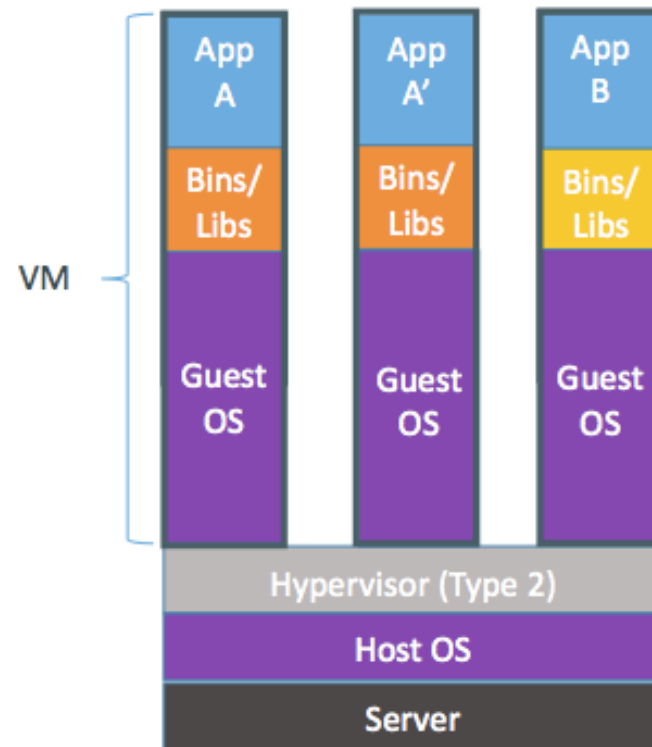 App
A
App
A’
App
B
Bins/
Libs
Bins/
Libs
Bins/
Libs
VM
Guest
OS
Guest
OS
Guest
OS
Hypervisor (Type 2)
Host OS
Server